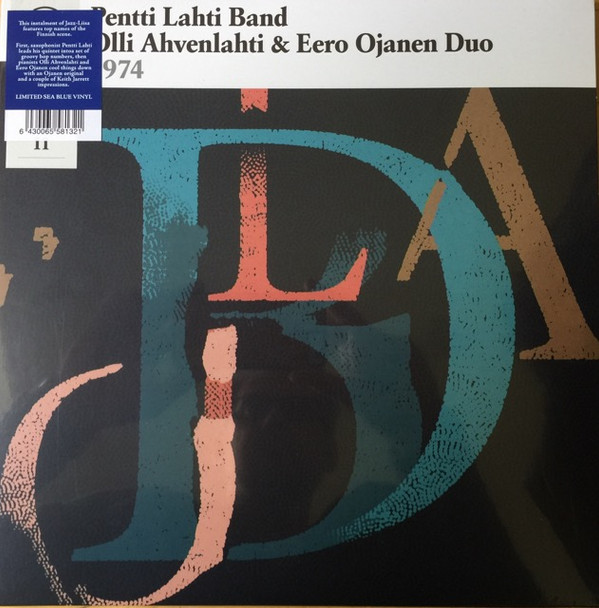 Pentti Lahti Band
Olli Ahvenlahti & Eero Ojanen Duo
1974
This instalment of Jazz-Liisa
features top names of the
Finnish scene.
First, saxophonist Pentti Lahti
leads his quintet intoa set of
groovy bop numbers, then
pianists Olli Ahvenlahti and
Eero Ojanen cool things down
with an Ojanen original
and a couple of Keith Jarrett
impressions.
LIMITED SEA BLUE VINYL
6 430065 581321
11